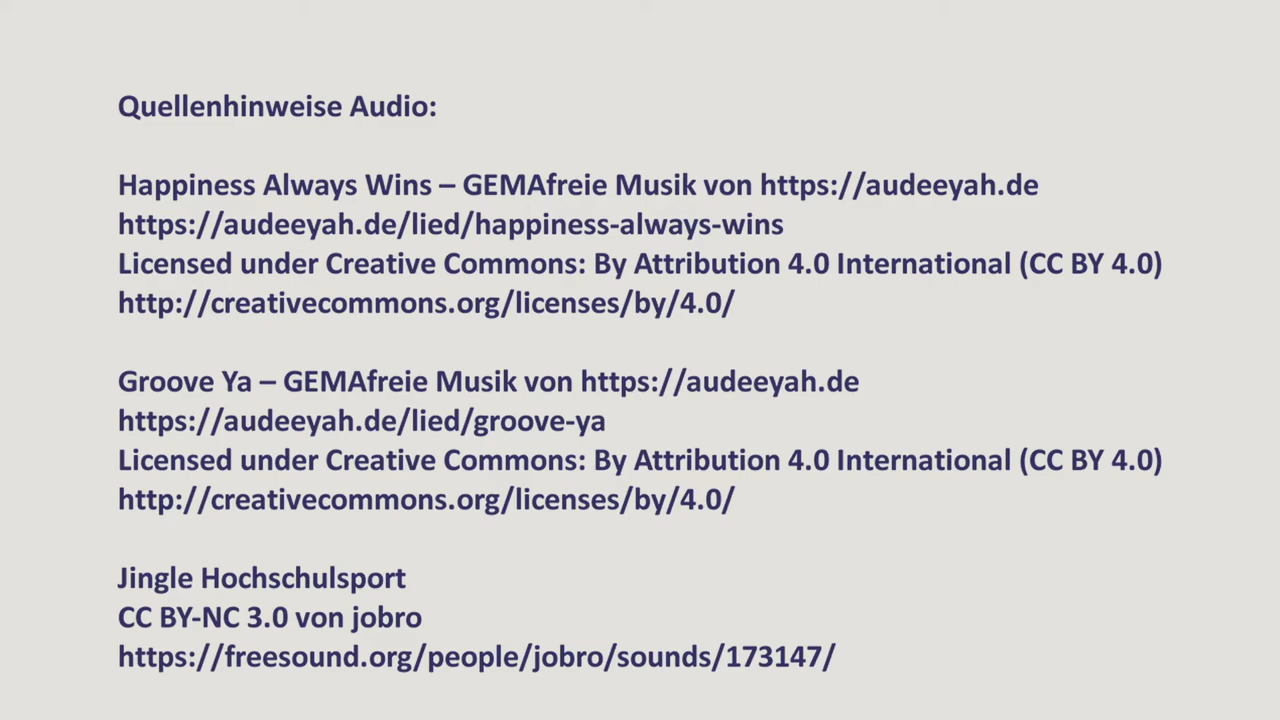 Quellenhinweise Audio:
Happiness Always Wins – GEMAfreie Musik von https://audeeyah.de
https://audeeyah.de/lied/happiness-always-wins
Licensed under Creative Commons: By Attribution 4.0 International (CC BY 4.0)
http://creativecommons.org/licenses/by/4.0/
Groove Ya – GEMAfreie Musik von https://audeeyah.de
https://audeeyah.de/lied/groove-ya
Licensed under Creative Commons: By Attribution 4.0 International (CC BY 4.0)
http://creativecommons.org/licenses/by/4.0/
Jingle Hochschulsport
CC BY-NC 3.0 von jobro
https://freesound.org/people/jobro/sounds/173147/